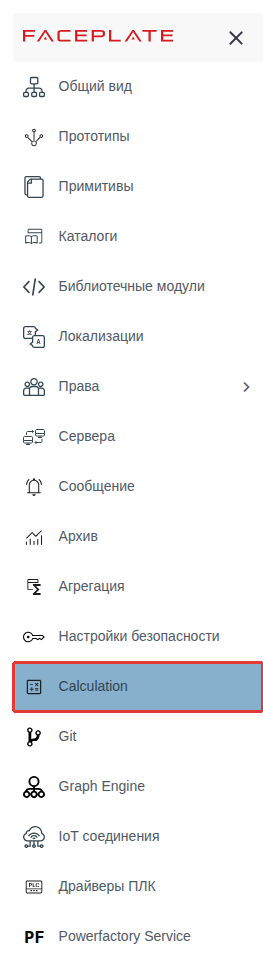 FACEPLATE
Общий вид
Прототипы
Примитивы
Каталоги
Библиотечные модули
Локализации
Права
Сервера
Сообщение
Архив
Агрегация
Настройки безопасности
Calculation
Git
Graph Engine
IoT соединения
PLC Драйверы ПЛК
PF Powerfactory Service